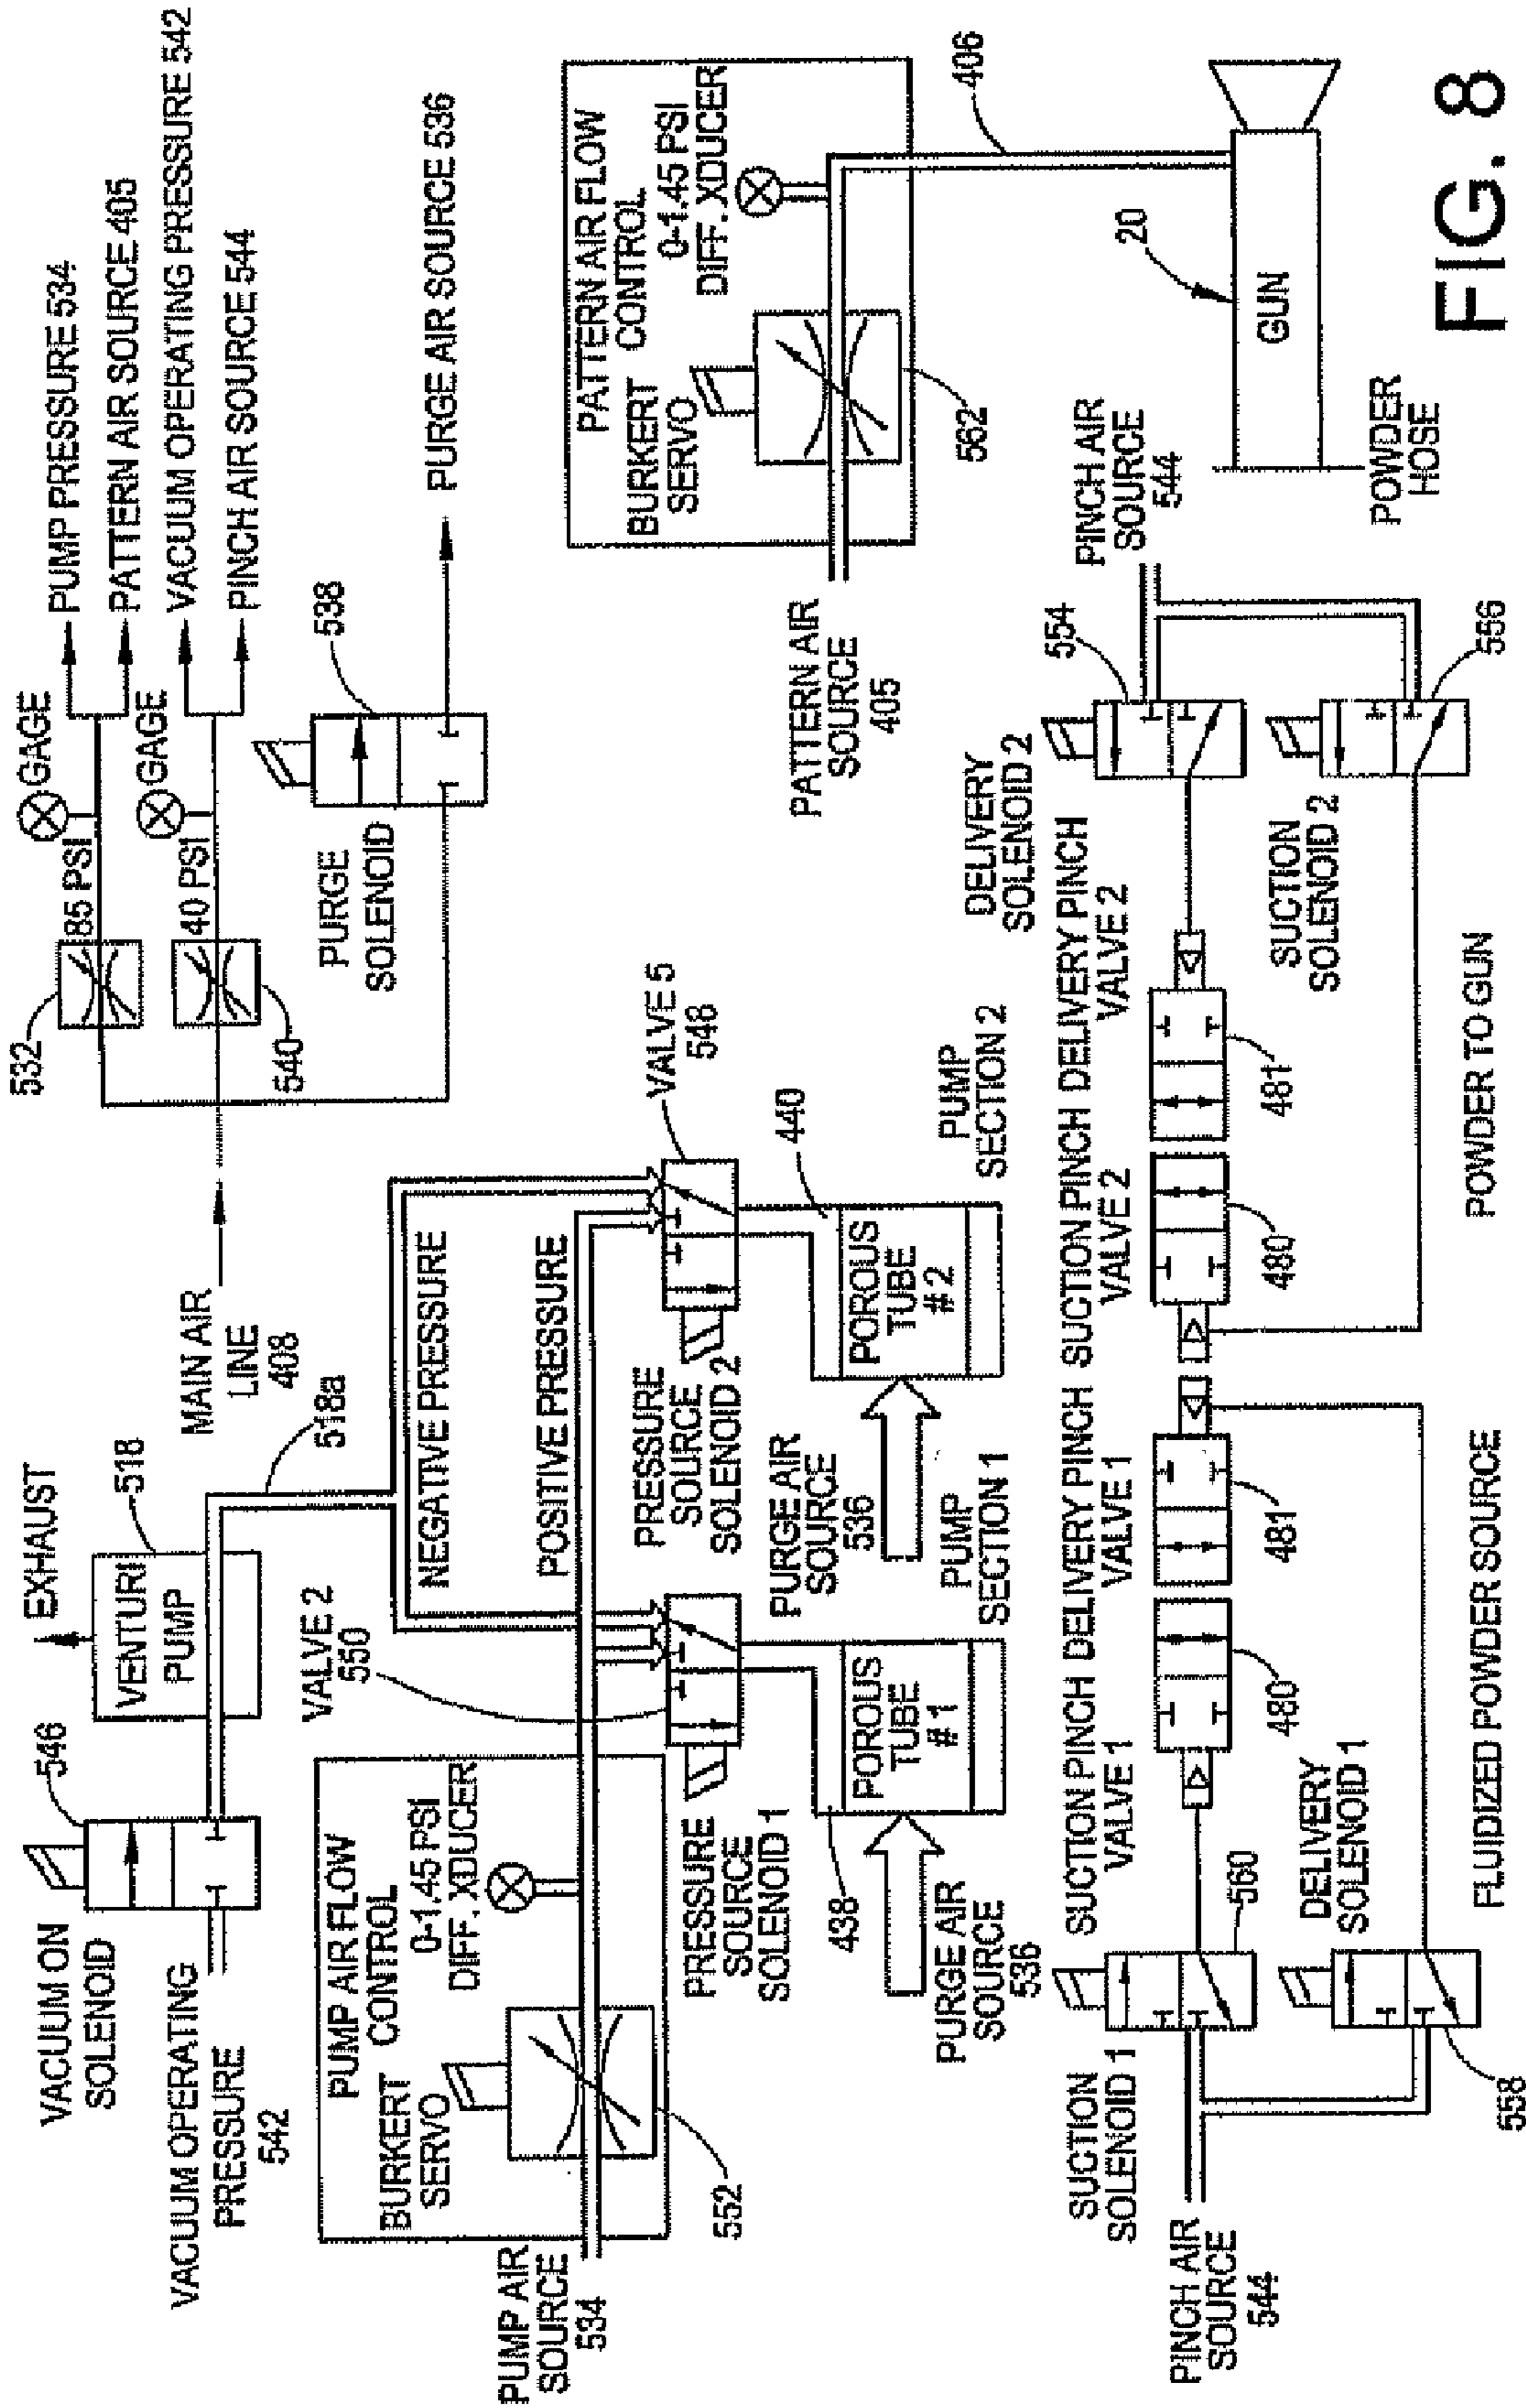 VACUUM ON
SOLENOID
546
EXHAUST
VENTURI
PUMP
518
518a
VACUUM OPERATING
PRESSURE
542
MAIN AIR
LINE
408
532
85 PSI
GAGE
PUMP PRESSURE 534
PATTERN AIR SOURCE 405
540
40 PSI
GAGE
VACUUM OPERATING PRESSURE 542
PINCH AIR SOURCE 544
PURGE
SOLENOID
538
PURGE AIR SOURCE 536
PUMP AIR FLOW
CONTROL
BURKERT
SERVO
0-1.45 PSI
DIFF. XDUCER
552
PUMP AIR
SOURCE
534
VALVE 2
550
NEGATIVE PRESSURE
POSITIVE PRESSURE
VALVE 5
548
PRESSURE
SOURCE
SOLENOID 1
PRESSURE
SOURCE
SOLENOID 2
438
POROUS
TUBE
#1
PURGE AIR
SOURCE
536
PUMP
SECTION 1
440
POROUS
TUBE
#2
PURGE AIR
SOURCE
536
PUMP
SECTION 2
PATTERN AIR FLOW
CONTROL
BURKERT
SERVO
0-1.45 PSI
DIFF. XDUCER
562
PATTERN AIR
SOURCE
405
406
20
GUN
POWDER
HOSE
SUCTION
SOLENOID 1
560
PINCH AIR
SOURCE
544
558
DELIVERY
SOLENOID 1
SUCTION PINCH
VALVE 1
480
DELIVERY PINCH
VALVE 1
481
SUCTION PINCH
VALVE 2
480
DELIVERY PINCH
VALVE 2
481
DELIVERY
SOLENOID 2
554
PINCH AIR
SOURCE
544
SUCTION
SOLENOID 2
556
FLUIDIZED POWDER SOURCE
POWDER TO GUN
FIG. 8